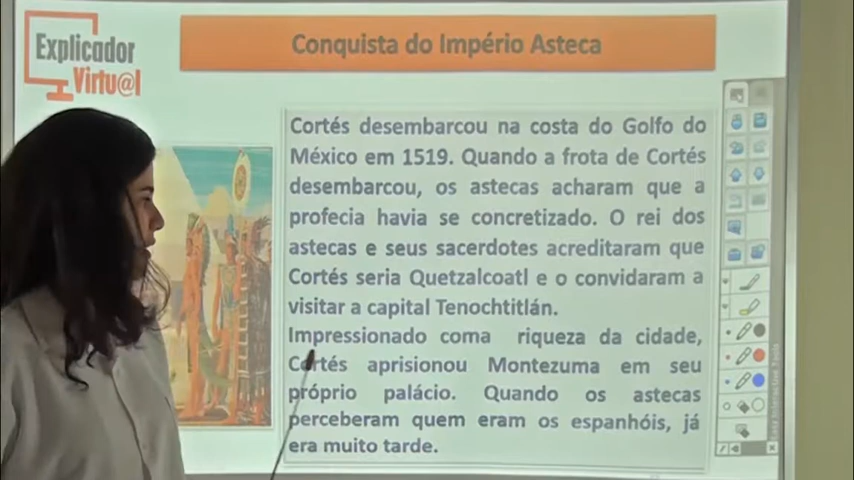 Explicador
Virtu@l
Conquista do Império Asteca
Cortés desembarcou na costa do Golfo do
México em 1519. Quando a frota de Cortés
desembarcou, os astecas acharam que a
profecia havia se concretizado. O rei dos
astecas e seus sacerdotes acreditaram que
Cortés seria Quetzalcoatl e o convidaram a
visitar a capital Tenochtitlán.
Impressionado coma riqueza da cidade,
Cortés aprisionou Montezuma em seu
próprio palácio. Quando os astecas
perceberam quem eram os espanhóis, já
era muito tarde.